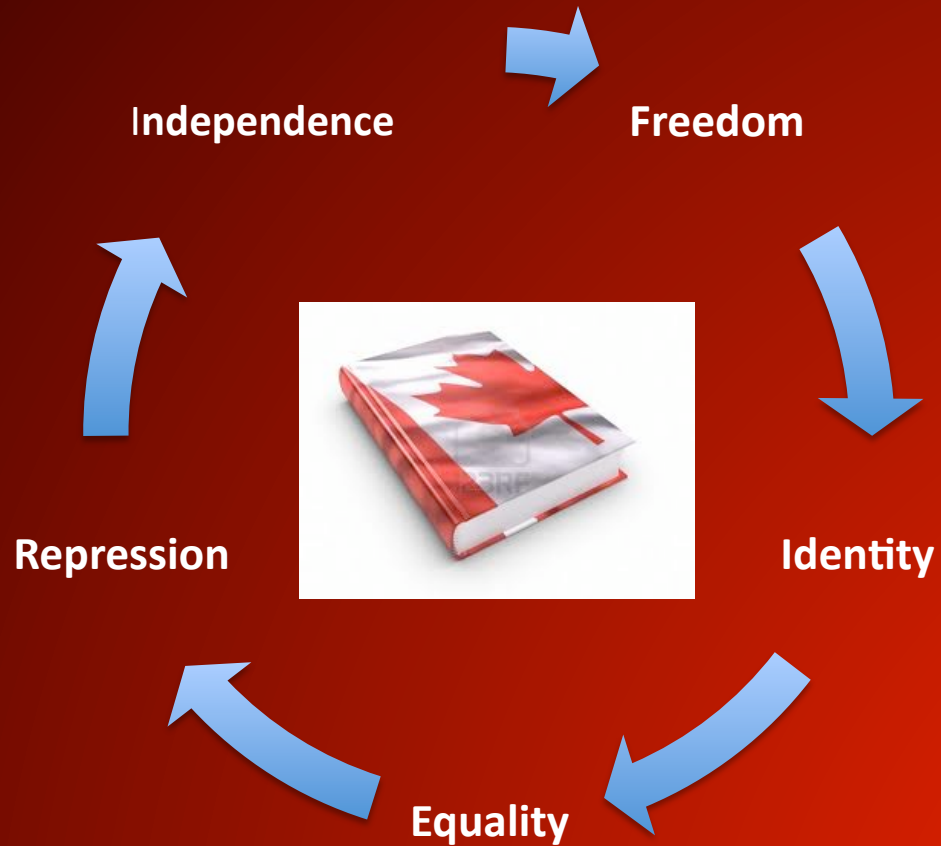 Independence
Freedom
Repression
Identity
Equality